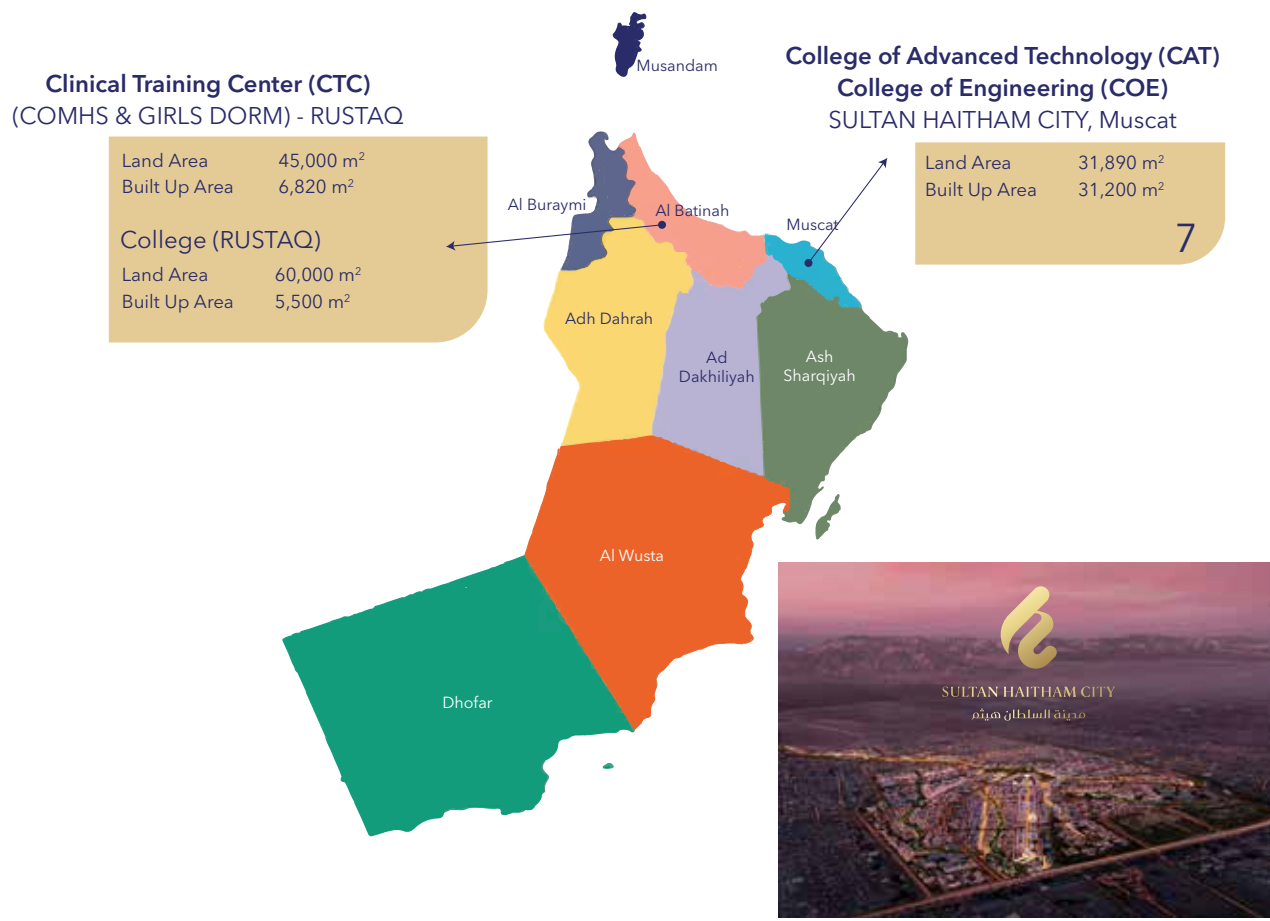 Musandam
Clinical Training Center (CTC)
(COMHS & GIRLS DORM) - RUSTAQ
Land Area 45,000 m²
Built Up Area 6,820 m²
College (RUSTAQ)
Land Area 60,000 m²
Built Up Area 5,500 m²
College of Advanced Technology (CAT)
College of Engineering (COE)
SULTAN HAITHAM CITY, Muscat
Land Area 31,890 m²
Built Up Area 31,200 m²
7
Al Buraymi
Al Batinah
Muscat
Adh Dahrah
Ad
Dakhiliyah
Ash
Sharqiyah
Al Wusta
Dhofar
SULTAN HAITHAM CITY
مدينة السلطان هيثم